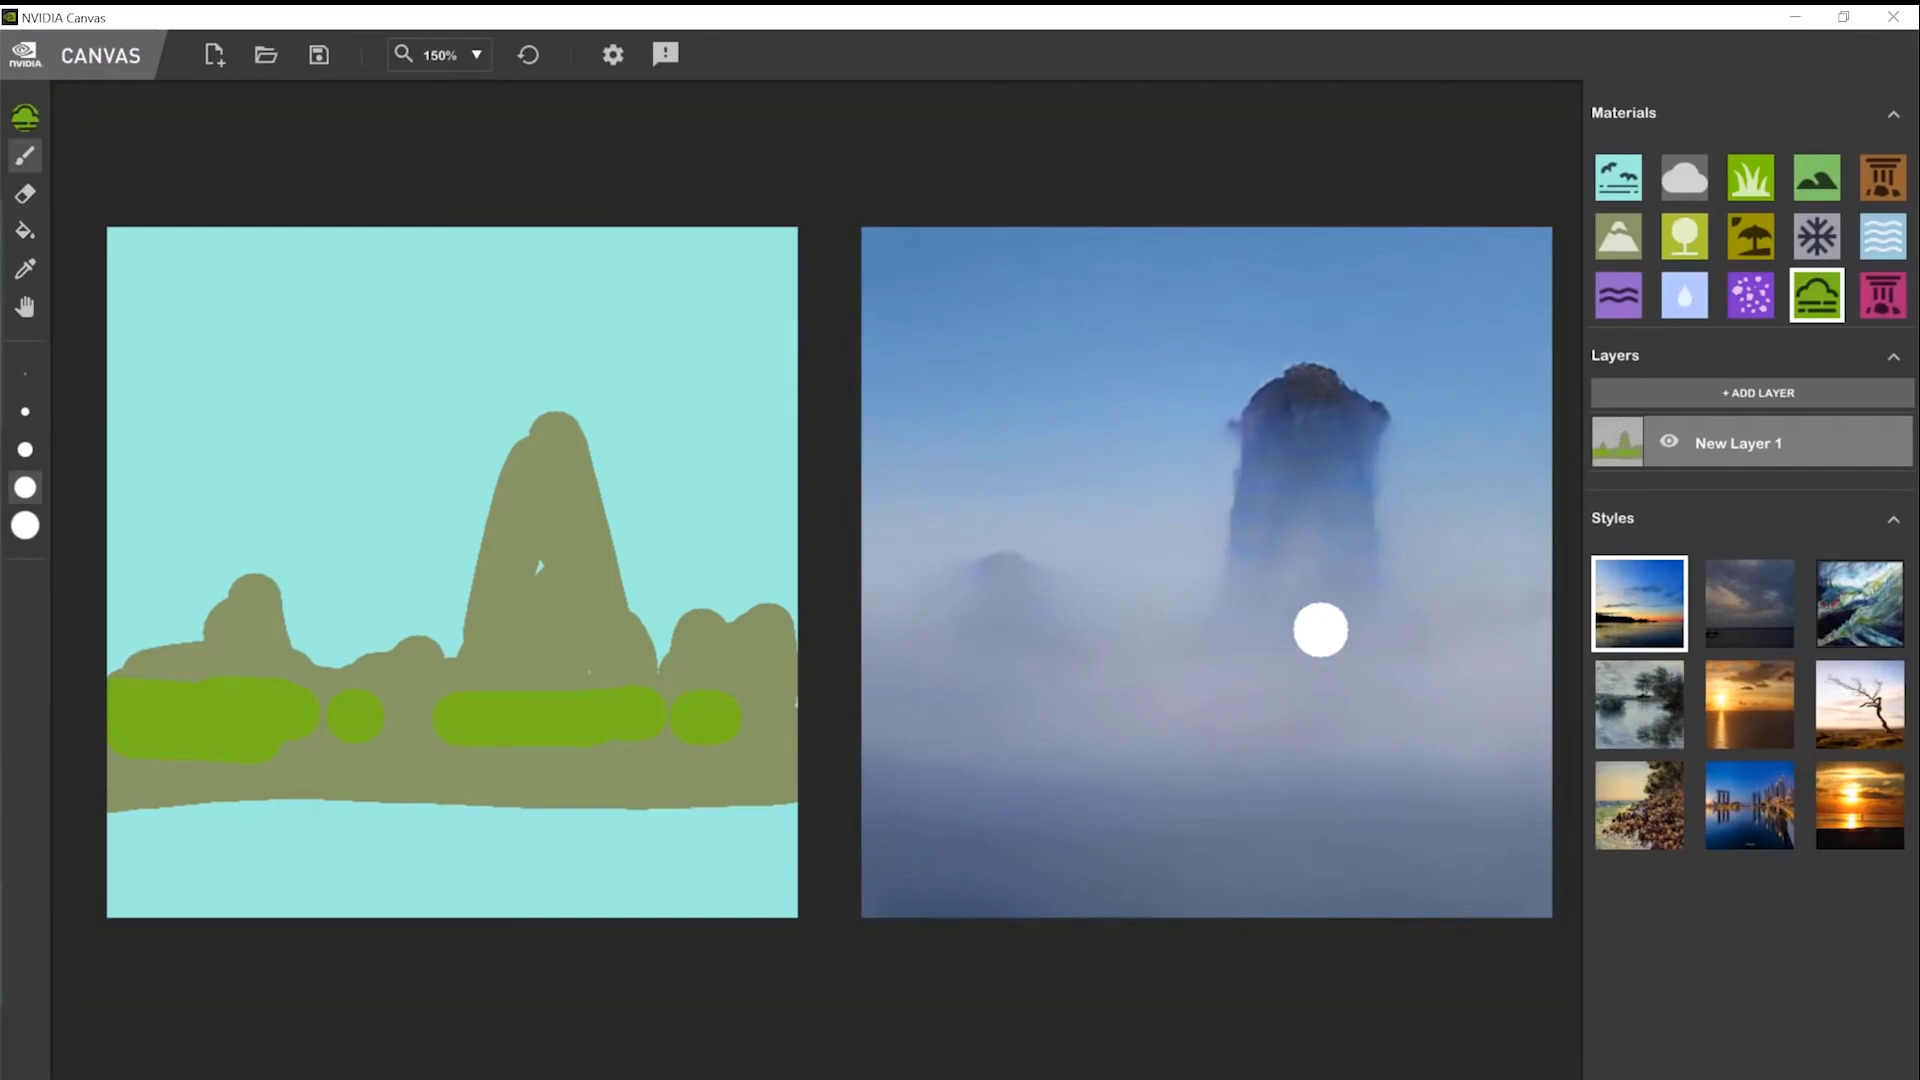 NVIDIA Canvas
NVIDIA.
CANVAS
150%
Materials
Layers
+ ADD LAYER
New Layer 1
Styles